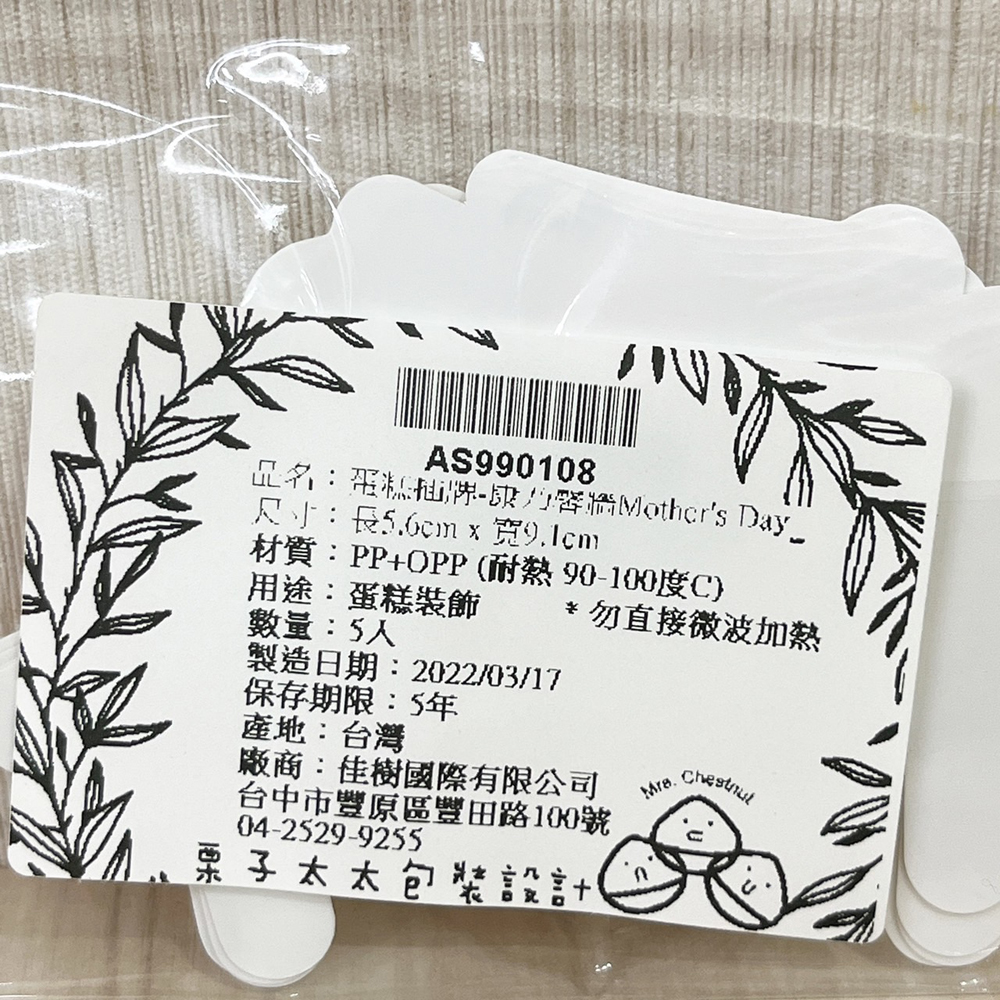 AS990108
品名：蛋糕插牌-康乃馨牆Mother's Day_
尺寸：長5.6cm x 寬9.1cm
材質：PP+OPP (耐熱 90-100度C)
用途：蛋糕裝飾 * 勿直接微波加熱
數量：5入
製造日期：2022/03/17
保存期限：5年
產地：台灣
廠商：佳樹國際有限公司
台中市豐原區豐田路100號
04-2529-9255
Mrs. Chestnut
栗子太太包裝設計